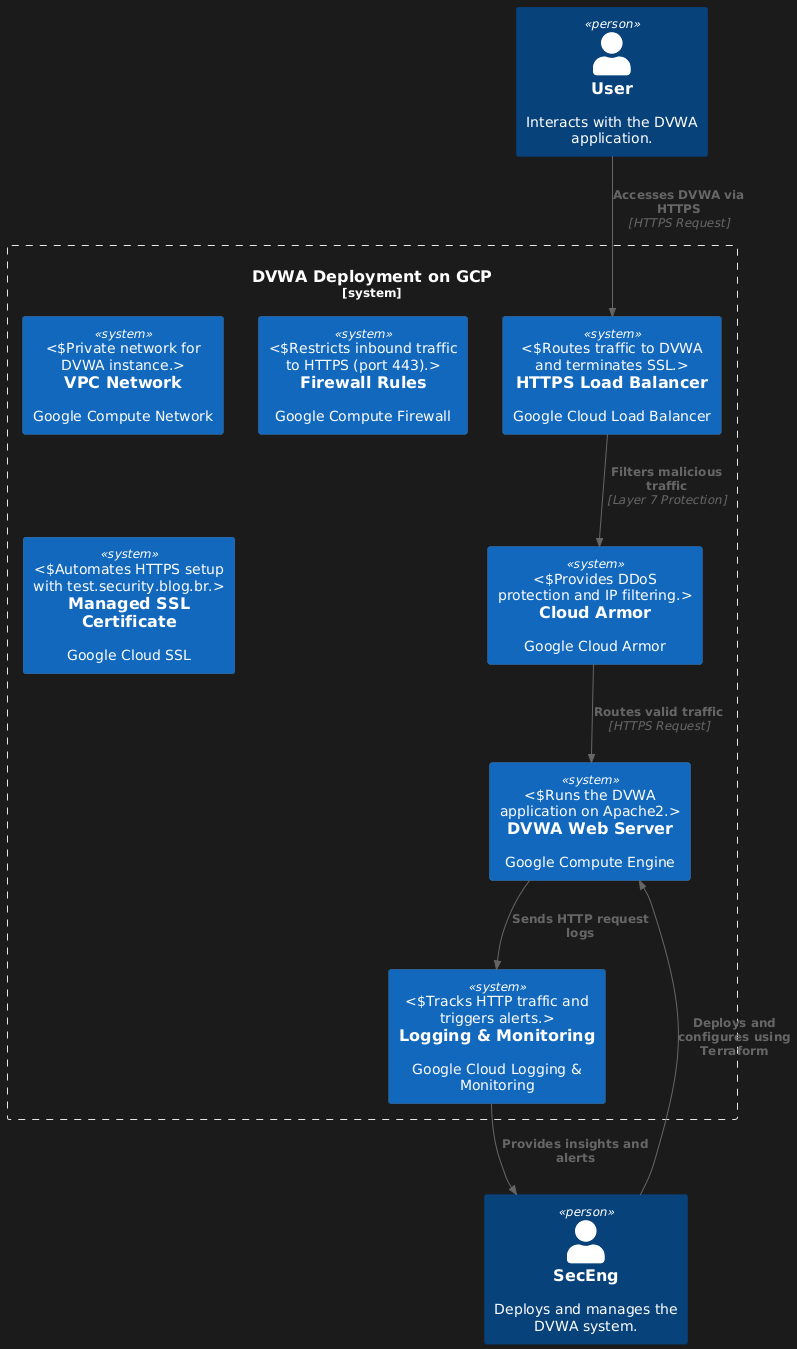 «person»
User
Interacts with the DVWA
application.
Accesses DVWA via
HTTPS
[HTTPS Request]
DVWA Deployment on GCP
[system]
«system»
<$Private network for
DVWA instance.>
VPC Network
Google Compute Network
«system»
<$Restricts inbound traffic
to HTTPS (port 443).>
Firewall Rules
Google Compute Firewall
«system»
<$Routes traffic to DVWA
and terminates SSL.>
HTTPS Load Balancer
Google Cloud Load Balancer
Filters malicious
traffic
[Layer 7 Protection]
«system»
<$Automates HTTPS setup
with test.security.blog.br.>
Managed SSL
Certificate
Google Cloud SSL
«system»
<$Provides DDoS
protection and IP filtering.>
Cloud Armor
Google Cloud Armor
Routes valid traffic
[HTTPS Request]
«system»
<$Runs the DVWA
application on Apache2.>
DVWA Web Server
Google Compute Engine
Sends HTTP request
logs
«system»
<$Tracks HTTP traffic and
triggers alerts.>
Logging & Monitoring
Google Cloud Logging &
Monitoring
Deploys and
configures using
Terraform
Provides insights and
alerts
«person»
SecEng
Deploys and manages the
DVWA system.